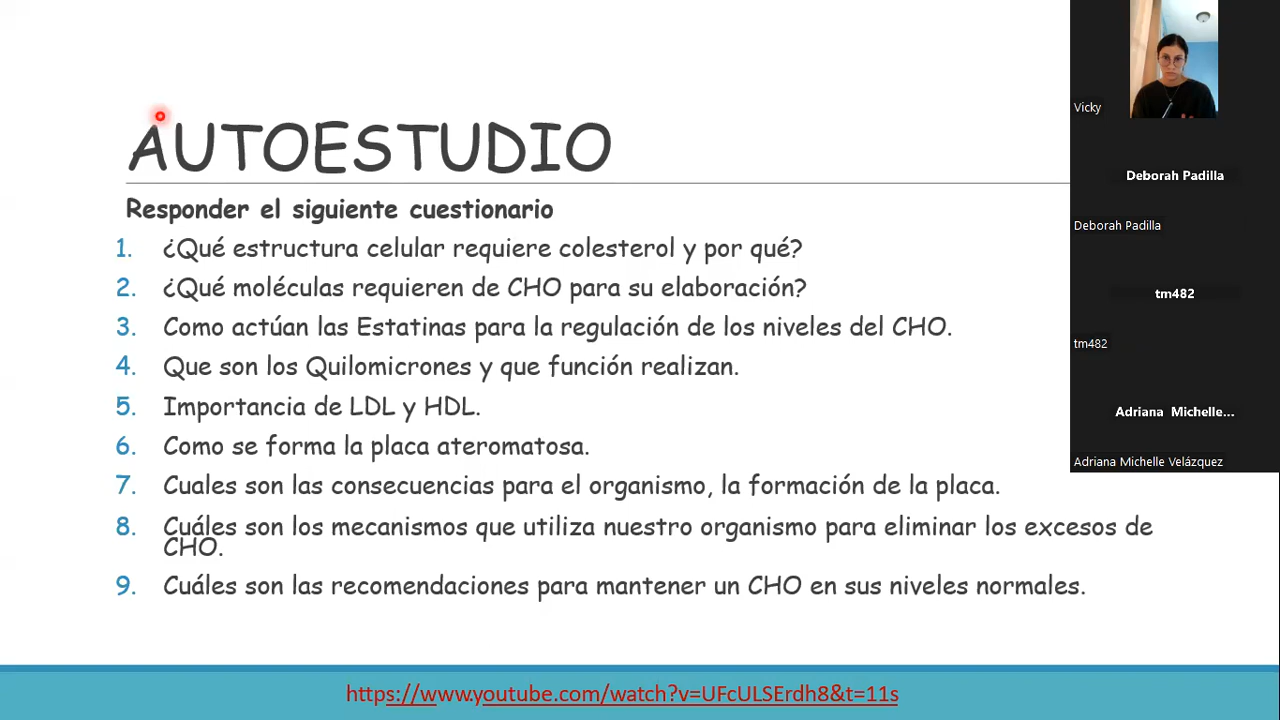 AUTOESTUDIO
Responder el siguiente cuestionario
1. ¿Qué estructura celular requiere colesterol y por qué?
2. ¿Qué moléculas requieren de CHO para su elaboración?
3. Como actúan las Estatinas para la regulación de los niveles del CHO.
4. Que son los Quilomicrones y que función realizan.
5. Importancia de LDL y HDL.
6. Como se forma la placa ateromatosa.
7. Cuales son las consecuencias para el organismo, la formación de la placa.
8. Cuáles son los mecanismos que utiliza nuestro organismo para eliminar los excesos de
CHO.
9. Cuáles son las recomendaciones para mantener un CHO en sus niveles normales.
https://www.youtube.com/watch?v=UFcULSErdh8&t=11s
Vicky
Deborah Padilla
Deborah Padilla
tm482
tm482
Adriana Michelle...
Adriana Michelle Velázquez